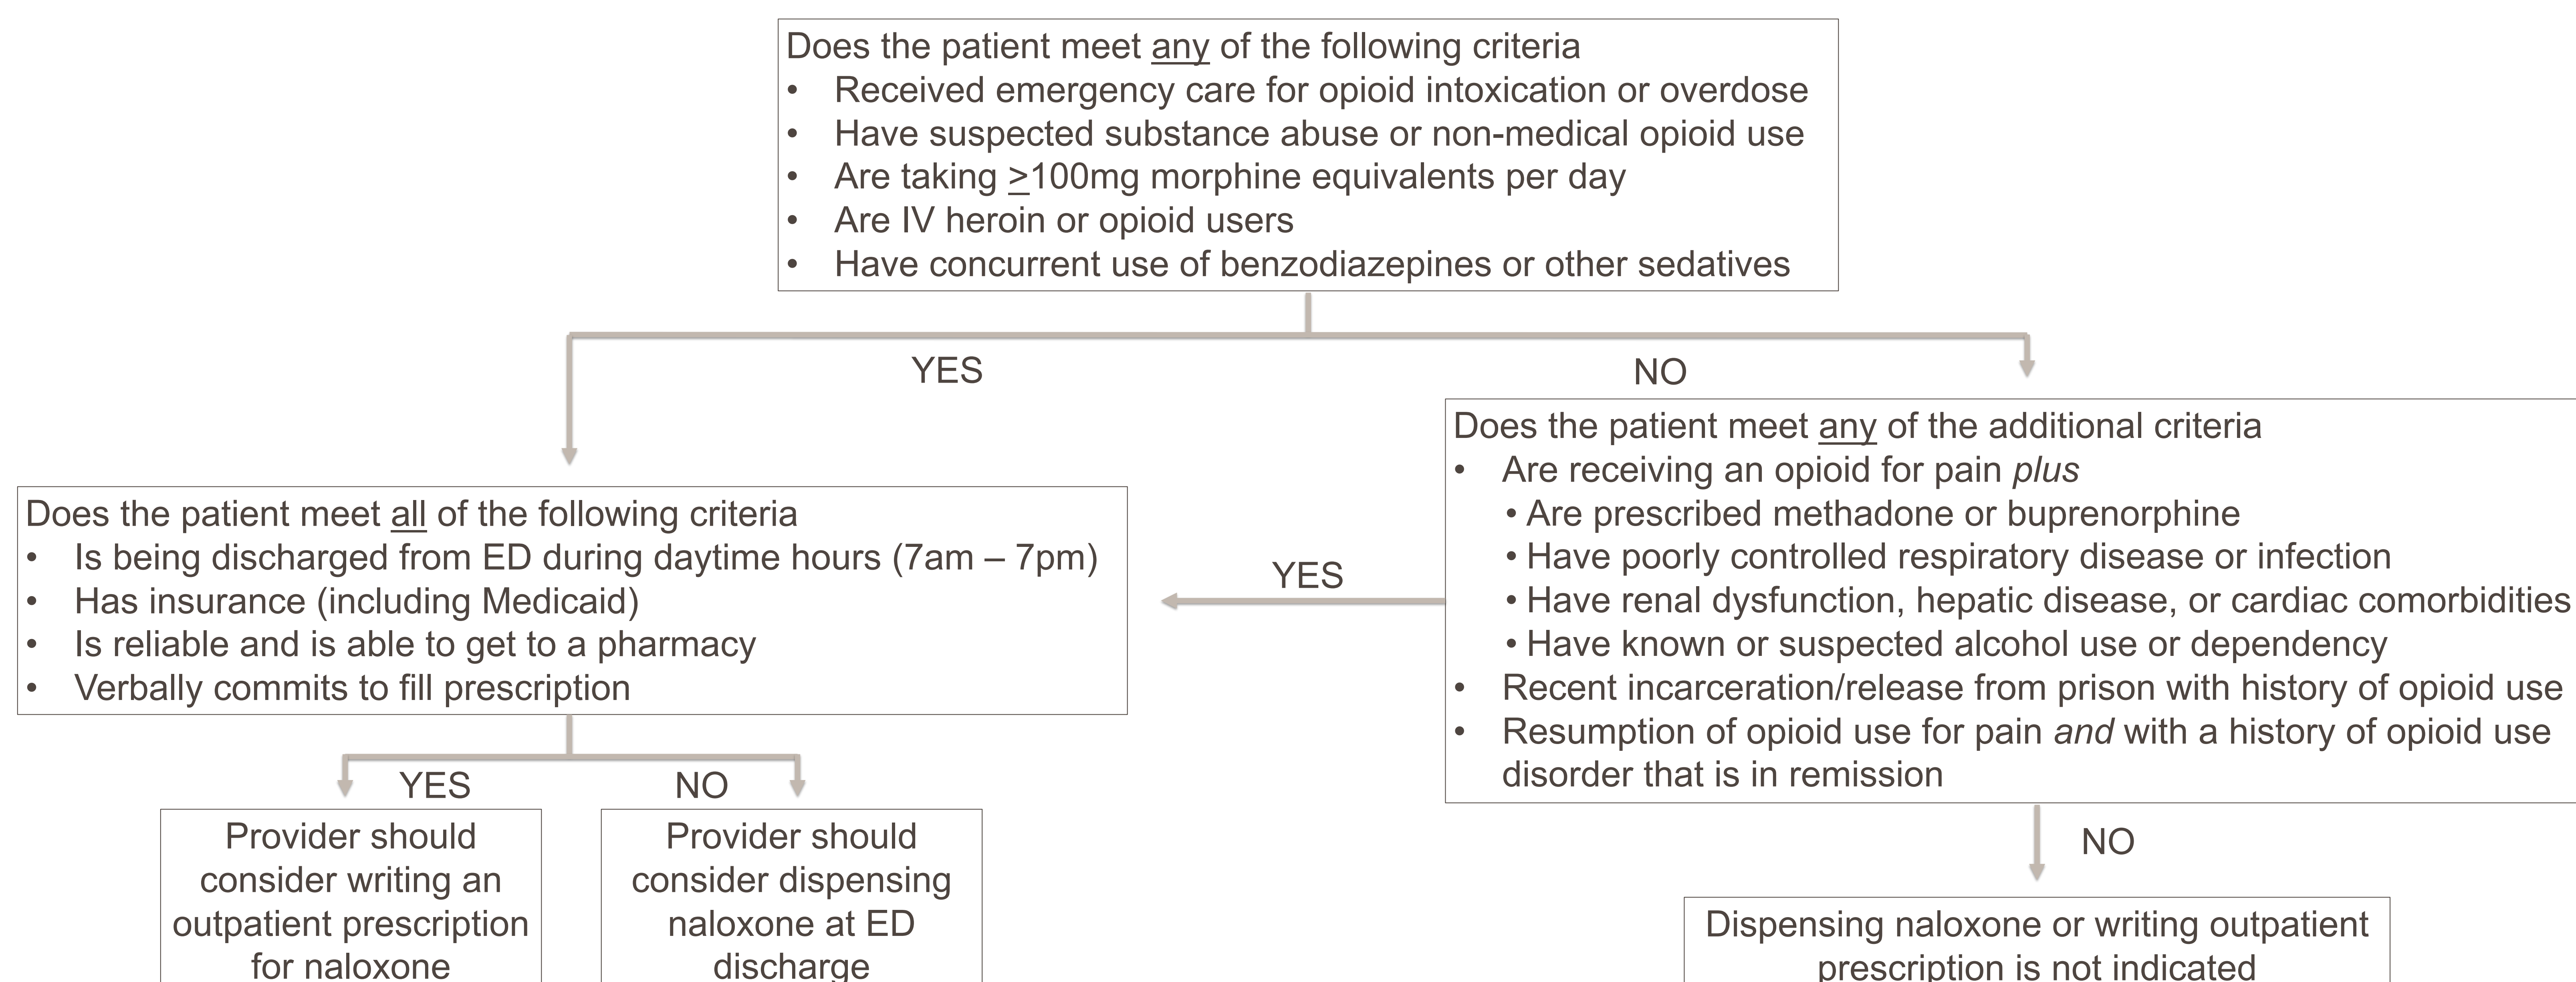 Does the patient meet any of the following criteria
• Received emergency care for opioid intoxication or overdose
• Have suspected substance abuse or non-medical opioid use
• Are taking ≥100mg morphine equivalents per day
• Are IV heroin or opioid users
• Have concurrent use of benzodiazepines or other sedatives
YES
NO
Does the patient meet all of the following criteria
• Is being discharged from ED during daytime hours (7am – 7pm)
• Has insurance (including Medicaid)
• Is reliable and is able to get to a pharmacy
• Verbally commits to fill prescription
YES
Does the patient meet any of the additional criteria
• Are receiving an opioid for pain plus
• Are prescribed methadone or buprenorphine
• Have poorly controlled respiratory disease or infection
• Have renal dysfunction, hepatic disease, or cardiac comorbidities
• Have known or suspected alcohol use or dependency
• Recent incarceration/release from prison with history of opioid use
• Resumption of opioid use for pain and with a history of opioid use
disorder that is in remission
YES
NO
NO
Provider should
consider writing an
outpatient prescription
for naloxone
Provider should
consider dispensing
naloxone at ED
discharge
Dispensing naloxone or writing outpatient
prescription is not indicated